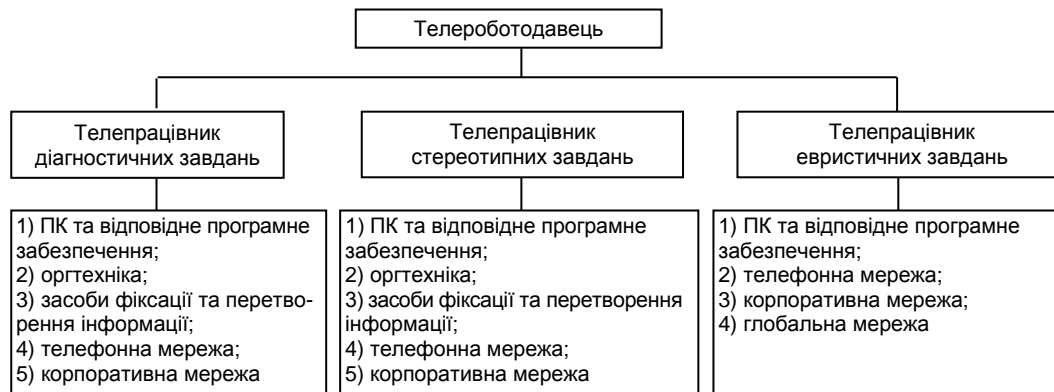 Телероботодавець
Телепрацівник
діагностичних завдань
Телепрацівник
стереотипних завдань
Телепрацівник
евристичних завдань
1) ПК та відповідне програмне
забезпечення;
2) оргтехніка;
3) засоби фіксації та перетво-
рення інформації;
4) телефонна мережа;
5) корпоративна мережа
1) ПК та відповідне програмне
забезпечення;
2) оргтехніка;
3) засоби фіксації та перетворення
інформації;
4) телефонна мережа;
5) корпоративна мережа
1) ПК та відповідне програмне
забезпечення;
2) телефонна мережа;
3) корпоративна мережа;
4) глобальна мережа